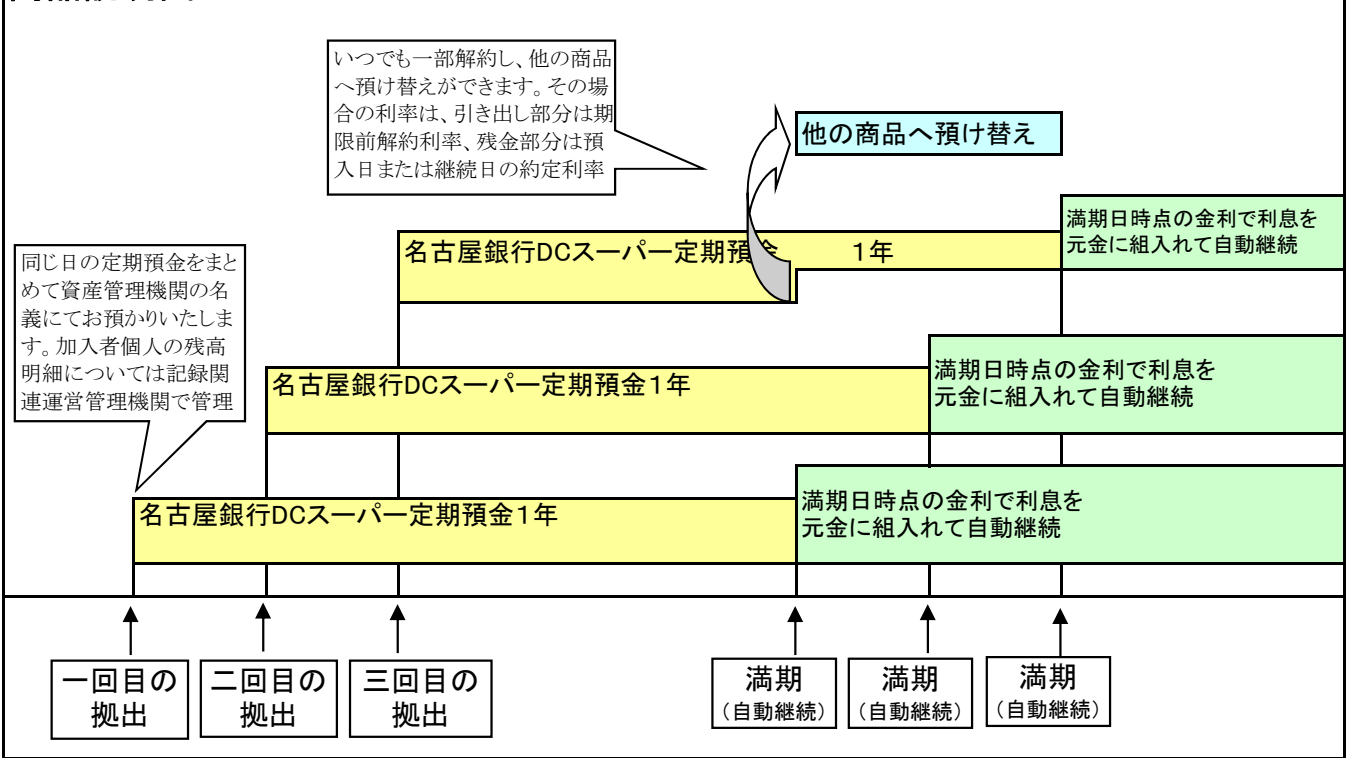 いつでも一部解約し、他の商品
へ預け替えができます。その場
合の利率は、引き出し部分は期
限前解約利率、残金部分は預
入日または継続日の約定利率
他の商品へ預け替え
満期日時点の金利で利息を
元金に組入れて自動継続
名古屋銀行DCスーパー定期預金　1年
同じ日の定期預金をまと
めて資産管理機関の名
義にてお預かりいたしま
す。加入者個人の残高
明細については記録関
連運営管理機関で管理
満期日時点の金利で利息を
元金に組入れて自動継続
名古屋銀行DCスーパー定期預金1年
満期日時点の金利で利息を
元金に組入れて自動継続
名古屋銀行DCスーパー定期預金1年
一回目の
拠出
二回目の
拠出
三回目の
拠出
満期
（自動継続）
満期
（自動継続）
満期
（自動継続）